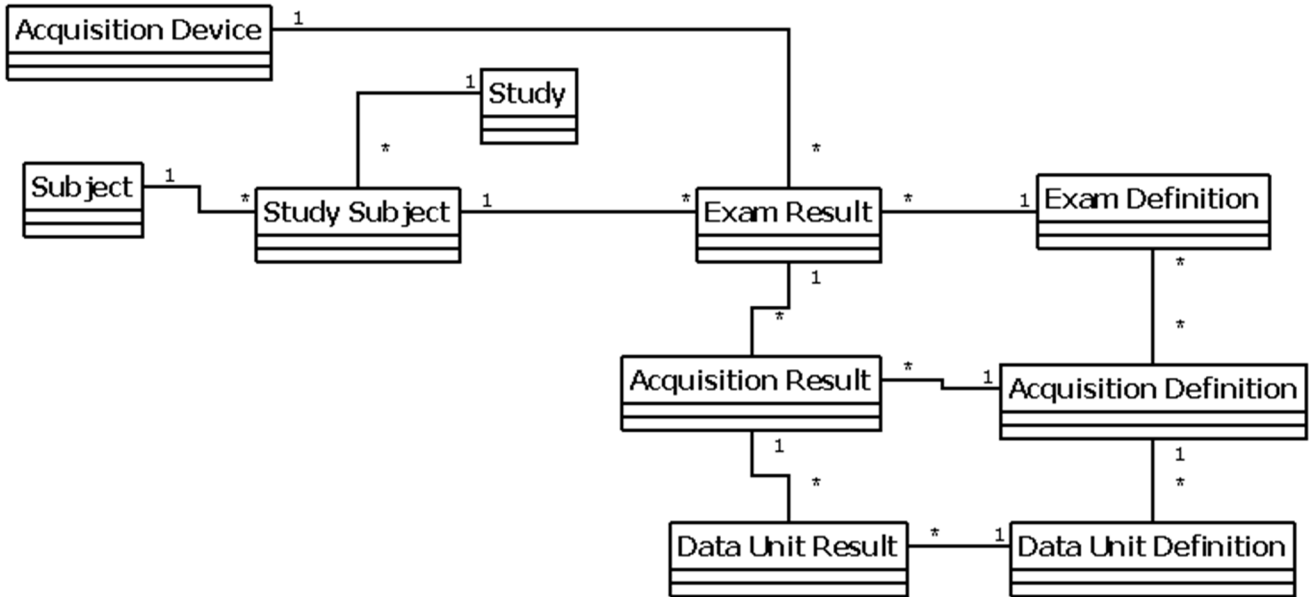 Acquisition Device
1
1
Study
*
*
Subject
1
*
Study Subject
1
*
Exam Result
*
1
Exam Definition
1
*
*
*
Acquisition Result
*
1
Acquisition Definition
1
*
1
*
Data Unit Result
*
1
Data Unit Definition